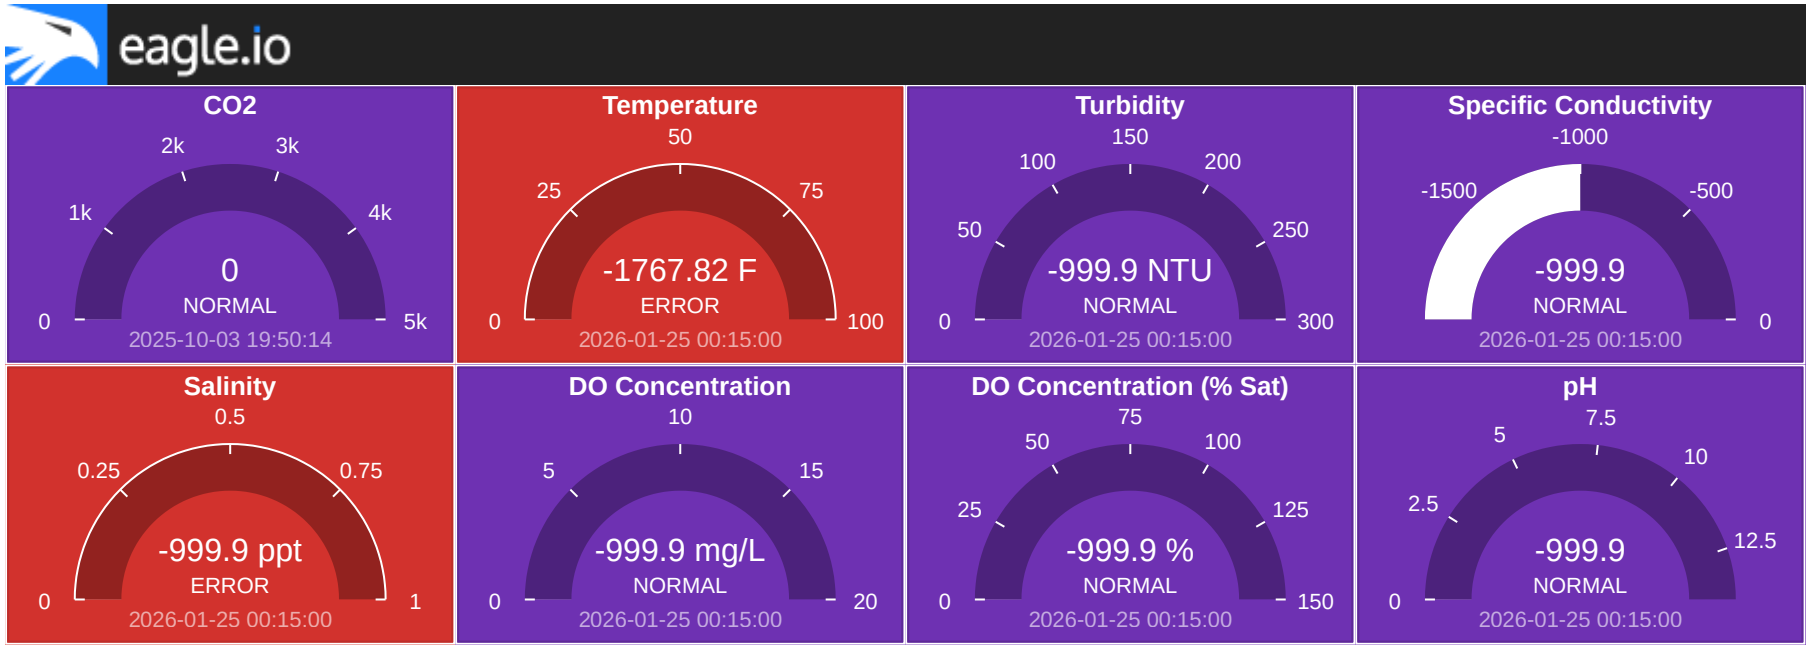 eagle.io
CO2
2k
3k
1k
4k
0
NORMAL
0
5k
2025-10-03 19:50:14
Temperature
50
25
75
-1767.82 F
ERROR
0
100
2026-01-25 00:15:00
Turbidity
150
100
200
50
250
-999.9 NTU
NORMAL
0
300
2026-01-25 00:15:00
Specific Conductivity
-1000
-1500
-500
-999.9
NORMAL
0
2026-01-25 00:15:00
Salinity
0.5
0.25
0.75
-999.9 ppt
ERROR
0
1
2026-01-25 00:15:00
DO Concentration
10
5
15
-999.9 mg/L
NORMAL
0
20
2026-01-25 00:15:00
DO Concentration (% Sat)
75
50
100
25
125
-999.9 %
NORMAL
0
150
2026-01-25 00:15:00
pH
7.5
5
10
2.5
12.5
-999.9
NORMAL
0
2026-01-25 00:15:00